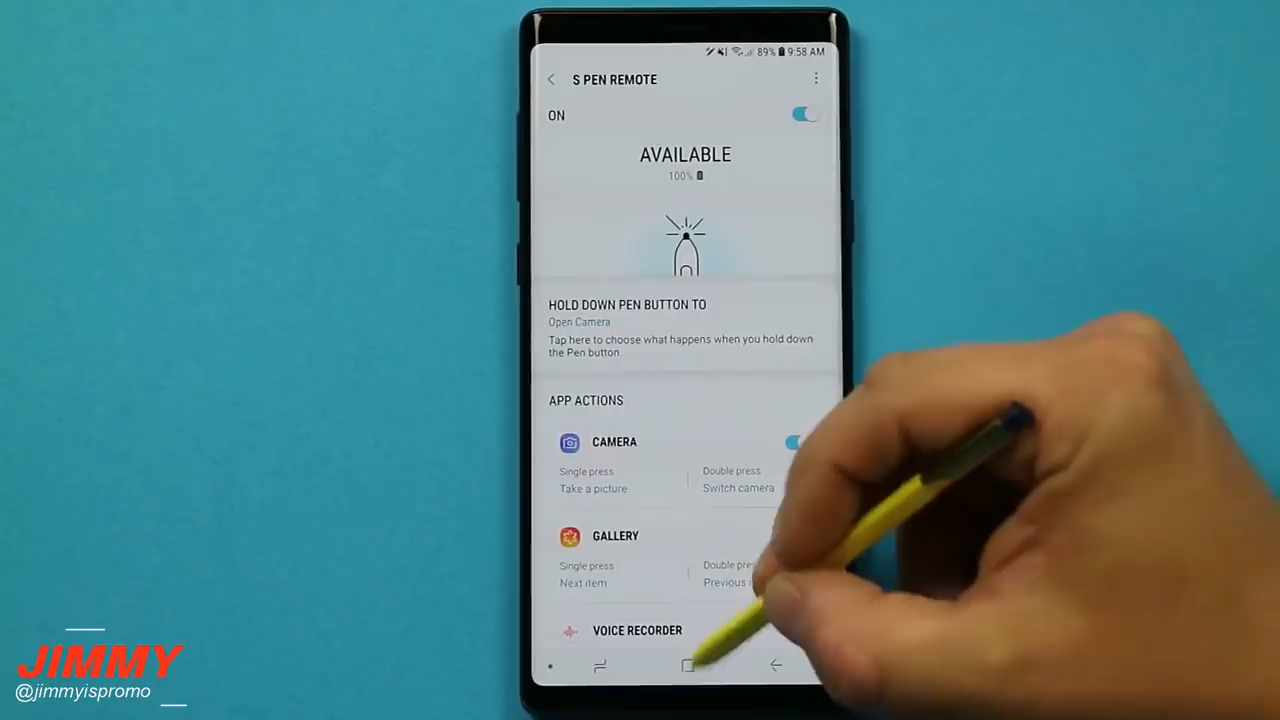 89% 9:58 AM
S PEN REMOTE
ON
AVAILABLE
100%
HOLD DOWN PEN BUTTON TO
Open Camera
Tap here to choose what happens when you hold down
the Pen button.
APP ACTIONS
CAMERA
Single press
Double press
Take a picture
Switch camera
GALLERY
Single press
Double
Next item
Previous
VOICE RECORDER
JIMMY
@jimmyispromo